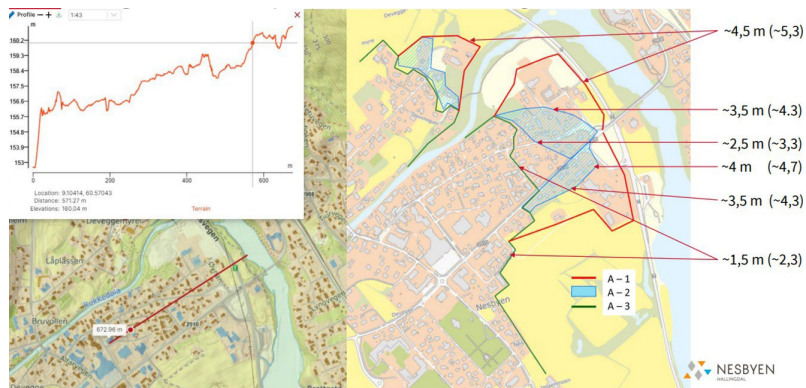 Profile
1:43
m
160.2
159.3
158.4
157.5
156.6
155.7
154.8
153.9
153
0
200
400
600
m
Location: 9.10414, 60.57043
Distance: 571.27 m
Elevations: 160.04 m
Terrain
Deveggemyrei
Låplassen
Rukkedøla
Bruvollen
7918
672.96 m
Nesbyen
~4,5 m (~5,3)
~3,5 m (~4.3)
~2,5 m (~3,3)
~4 m (~4,7)
~3,5 m (~4,3)
~1,5 m (~2,3)
A – 1
A – 2
A – 3
NESBYEN
HALLINGDAL